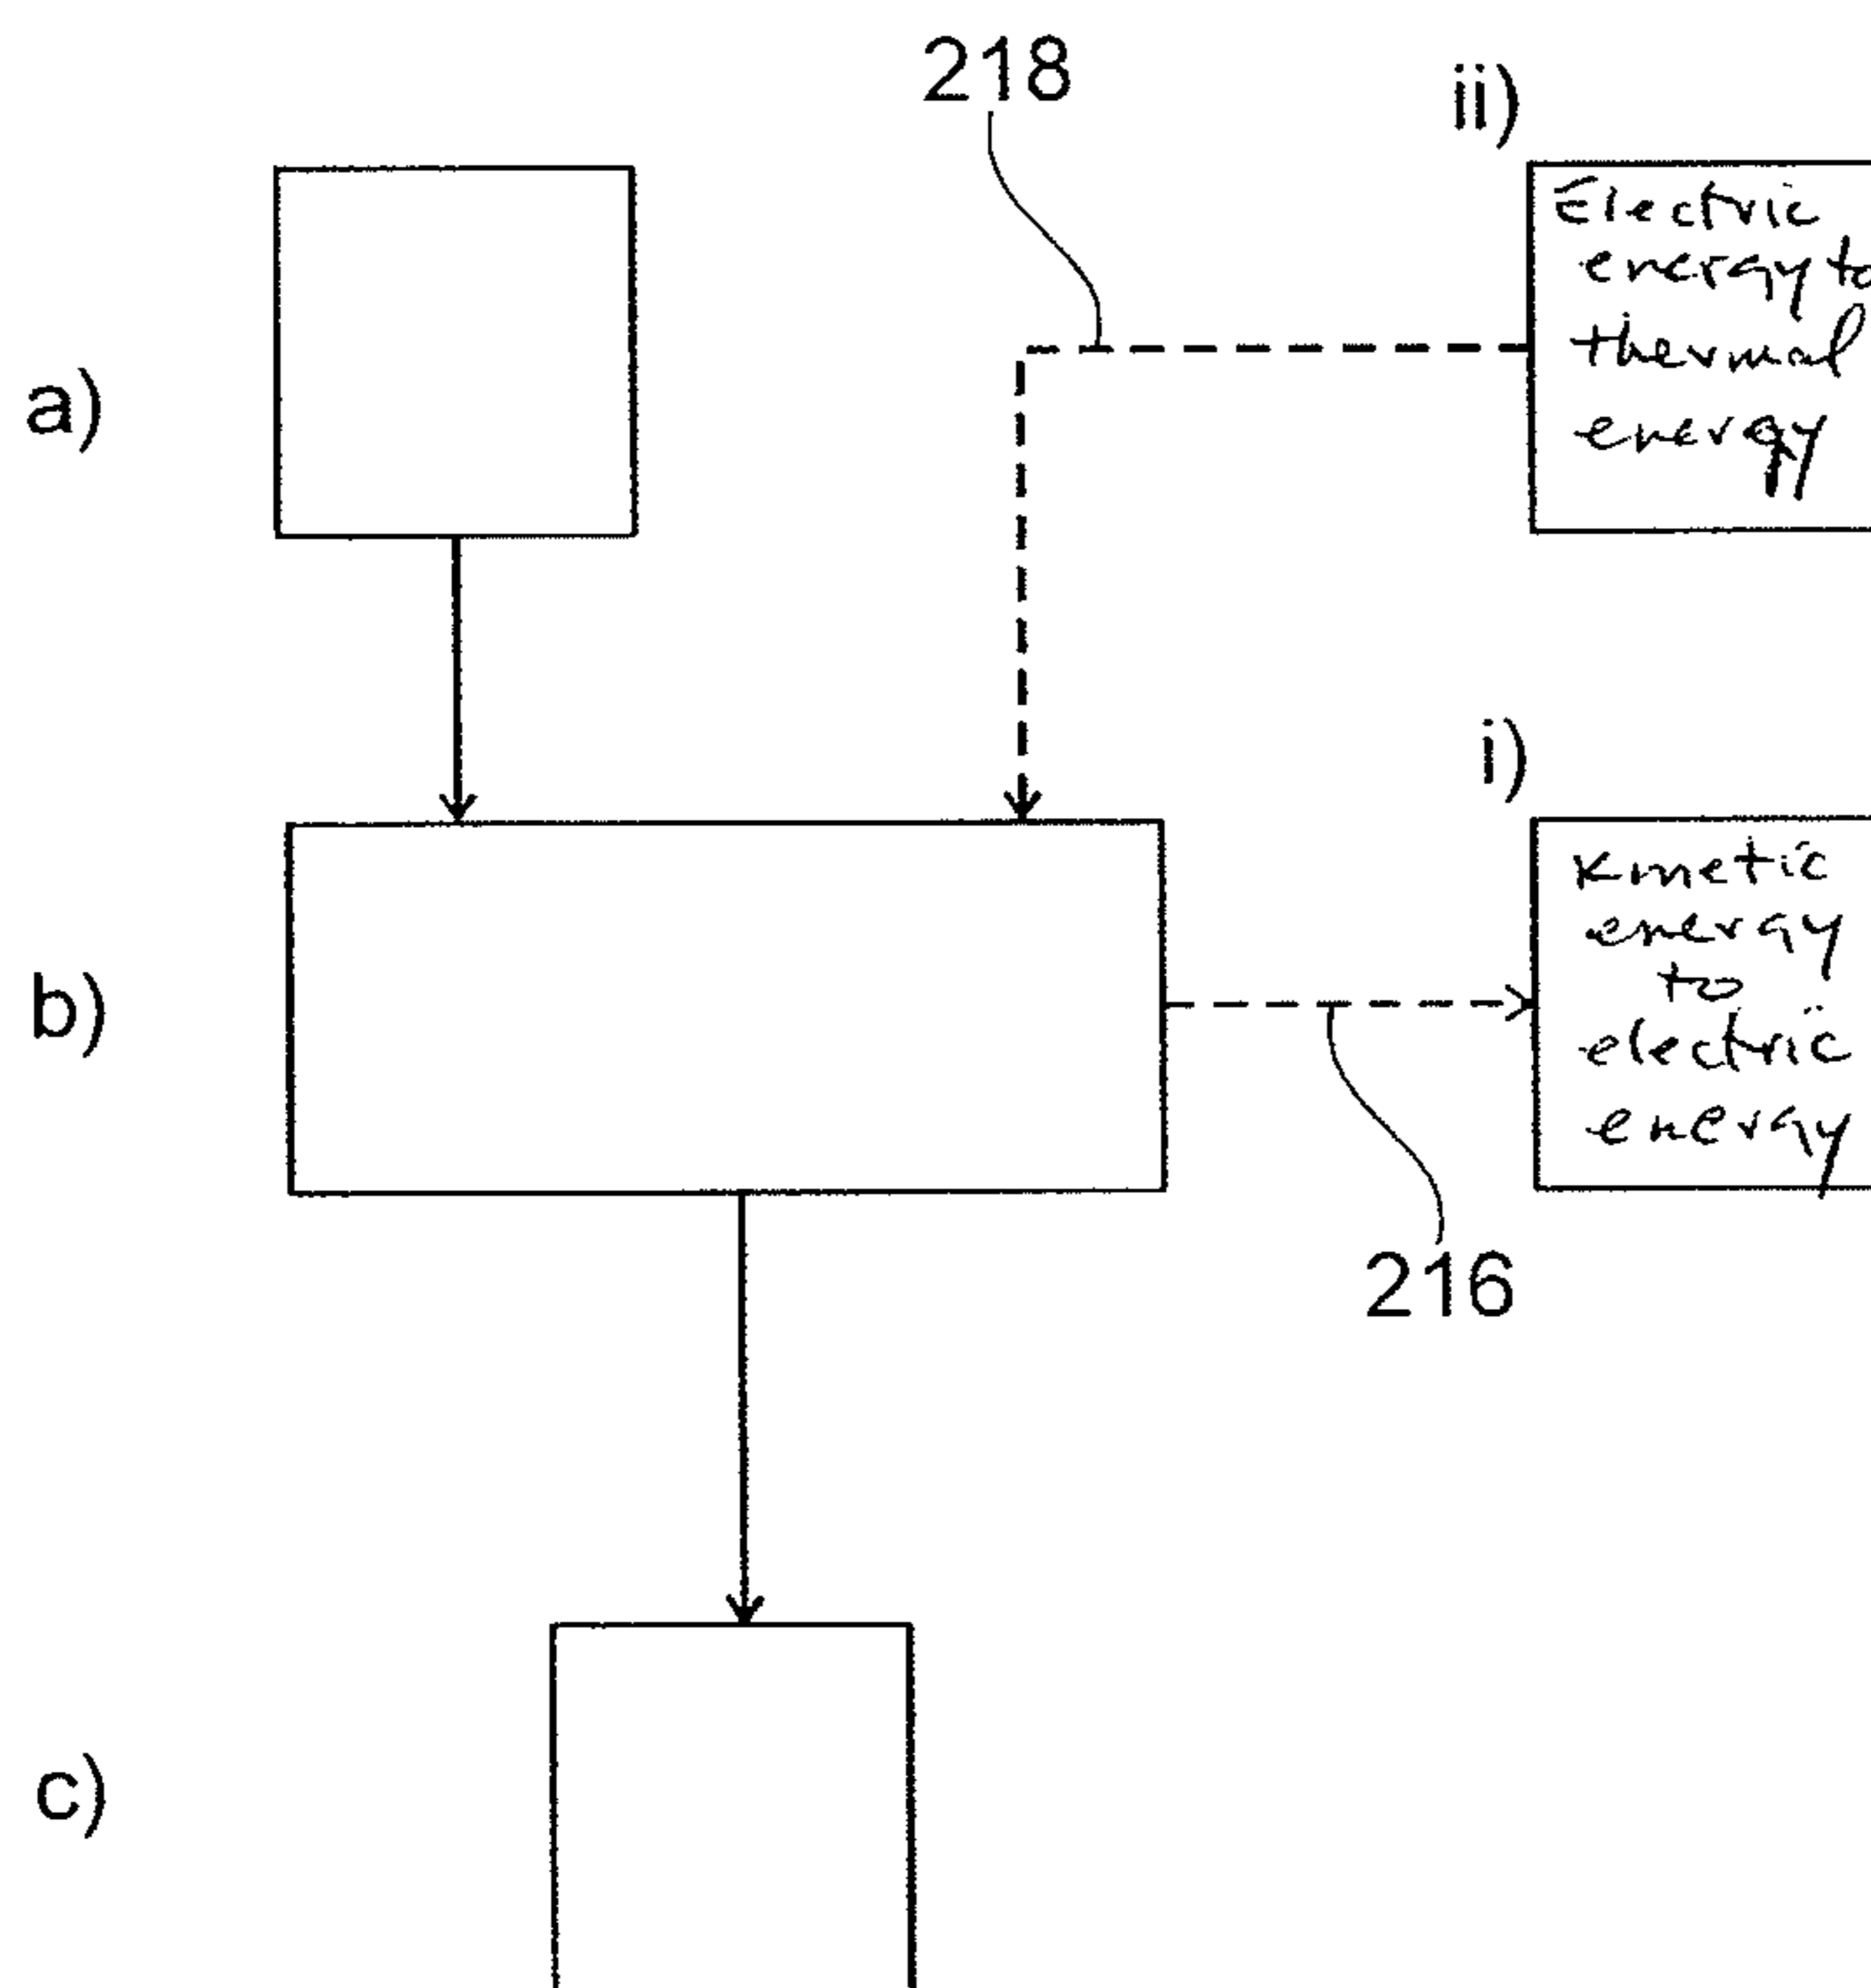 218
ii)
Electric
energy to
thermal
energy
a)
i)
Kinetic
energy
to
electric
energy
b)
216
c)